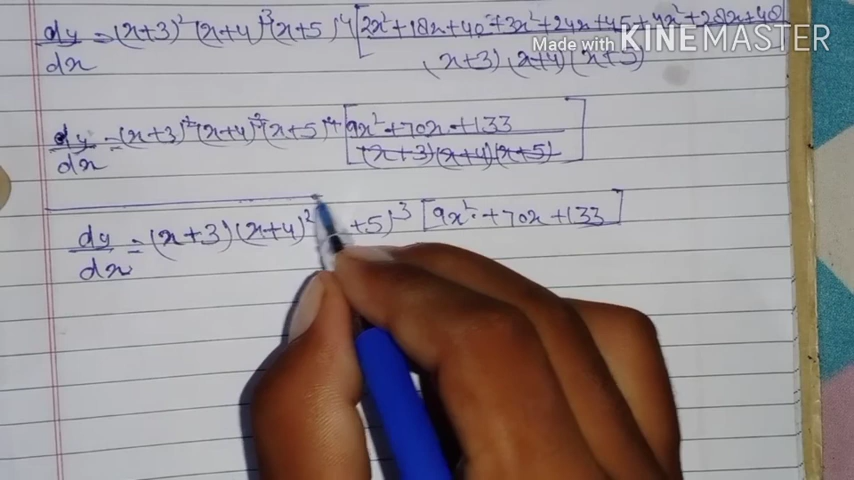 dy/dx = (x+3)² (x+4)³ (x+5)⁴ [2x²+18x+40+3x²+24x+45+4x²+28x+48
(x+3) (x+4) (x+5)
Made with KINEMASTER
dy/dx = (x+3)² (x+4)³ (x+5)⁴ [9x²+70x+133
(x+3)(x+4)(x+5)]
dy/dx = (x+3) (x+4)² +5)³ [9x²+70x+133]